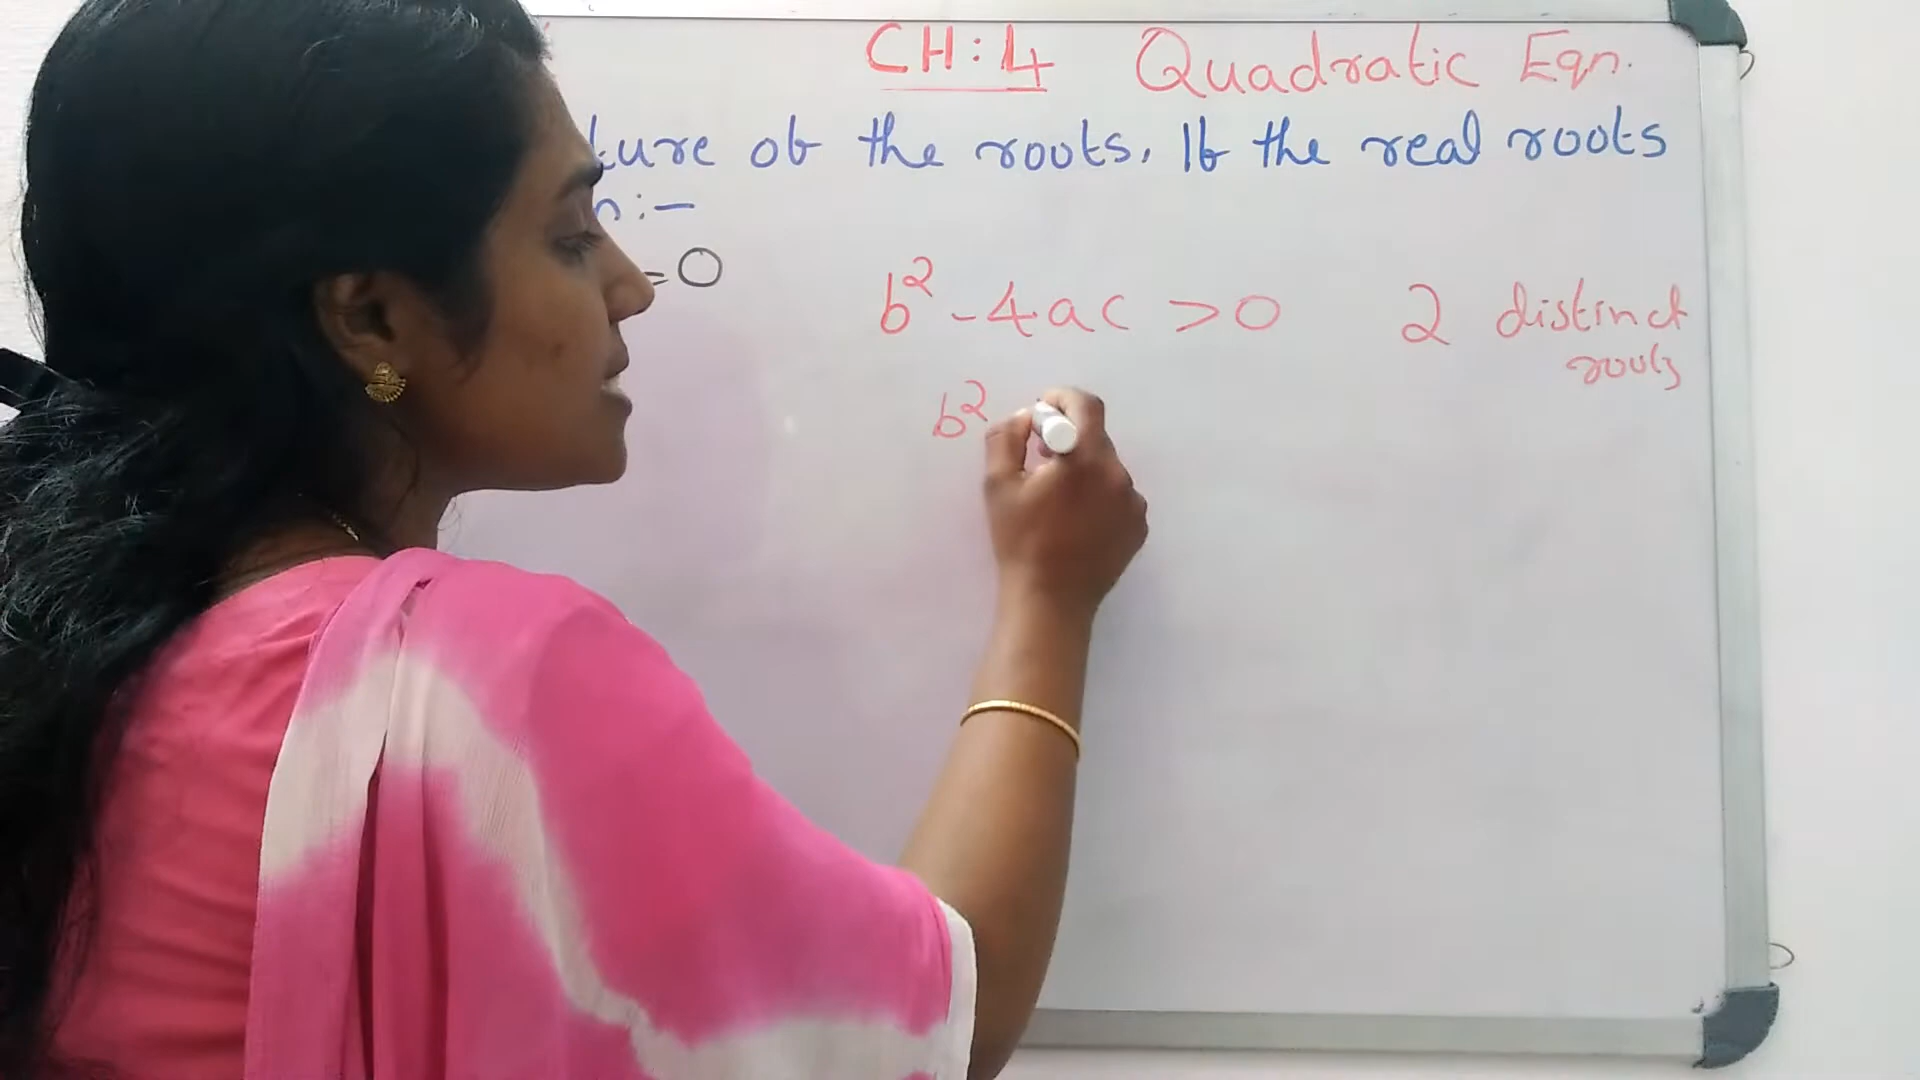 CH:4 Quadratic Eqn.
ture of the roots. If the real roots
n:-
=0
b² - 4ac > 0 2 distinct
roots
b²